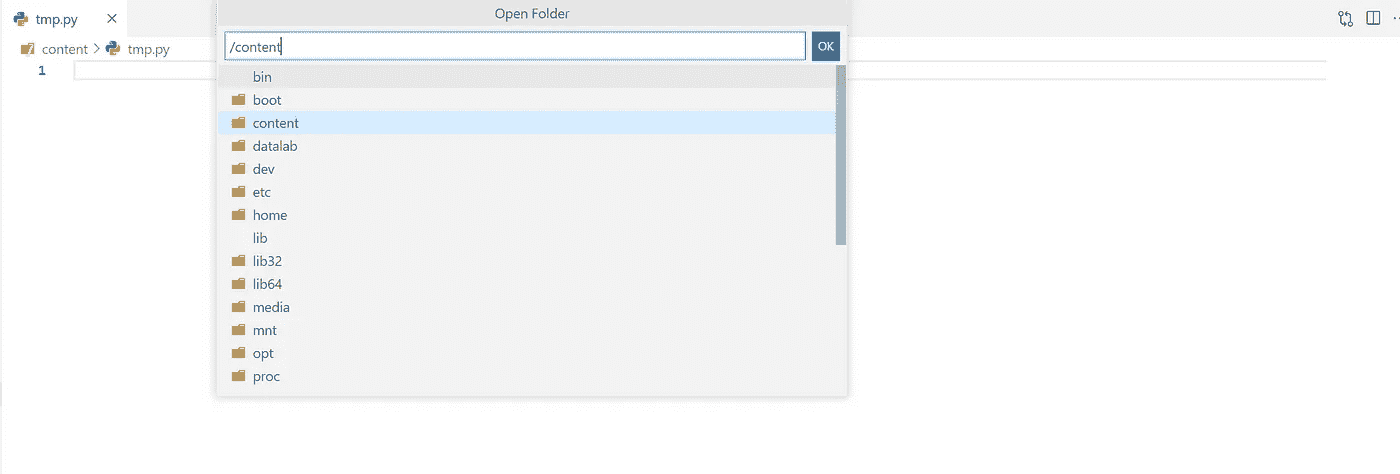 tmp.py
Open Folder
/content
OK
content > tmp.py
1
bin
boot
content
datalab
dev
etc
home
lib
lib32
lib64
media
mnt
opt
proc